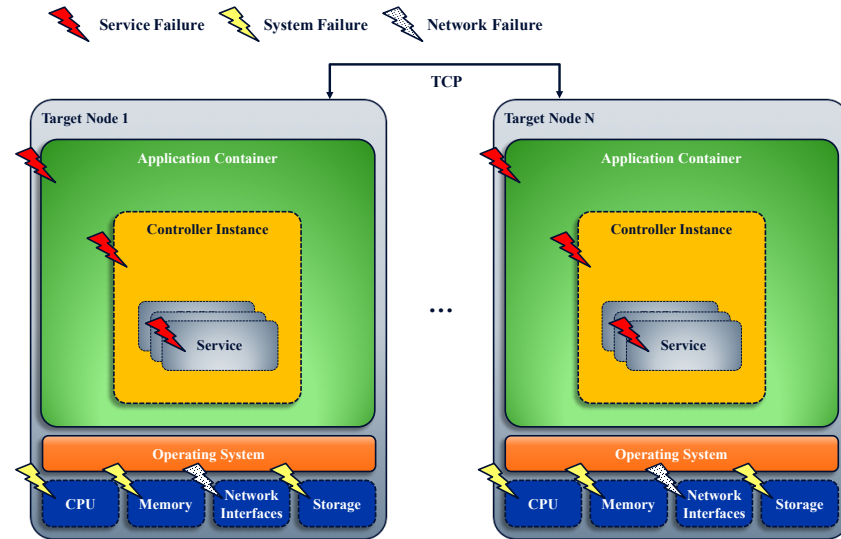 Service Failure
System Failure
Network Failure
TCP
Target Node 1
Application Container
Controller Instance
Service
Operating System
CPU
Memory
Network
Interfaces
Storage
...
Target Node N
Application Container
Controller Instance
Service
Operating System
CPU
Memory
Network
Interfaces
Storage